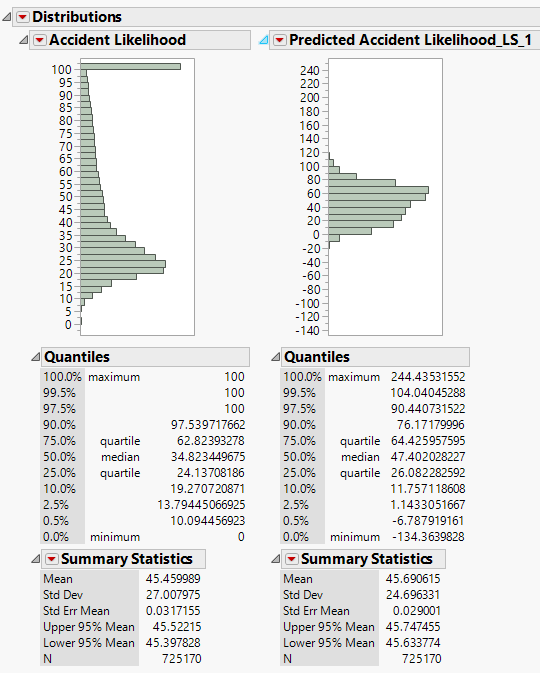 Distributions
Accident Likelihood
100
95
90
85
80
75
70
65
60
55
50
45
40
35
30
25
20
15
10
5
0
Quantiles
100.0% maximum 100
99.5% 100
97.5% 100
90.0% 97.539717662
75.0% quartile 62.82393278
50.0% median 34.823449675
25.0% quartile 24.13708186
10.0% 19.270720871
2.5% 13.79445066925
0.5% 10.094456923
0.0% minimum 0
Summary Statistics
Mean 45.459989
Std Dev 27.007975
Std Err Mean 0.0317155
Upper 95% Mean 45.52215
Lower 95% Mean 45.397828
N 725170
Predicted Accident Likelihood_LS_1
240
220
200
180
160
140
120
100
80
60
40
20
0
-20
-40
-60
-80
-100
-120
-140
Quantiles
100.0% maximum 244.43531552
99.5% 104.04045288
97.5% 90.440731522
90.0% 76.17179996
75.0% quartile 64.425957595
50.0% median 47.402028227
25.0% quartile 26.082282592
10.0% 11.757118608
2.5% 1.1433051667
0.5% -6.787919161
0.0% minimum -134.3639828
Summary Statistics
Mean 45.690615
Std Dev 24.696331
Std Err Mean 0.029001
Upper 95% Mean 45.747455
Lower 95% Mean 45.633774
N 725170